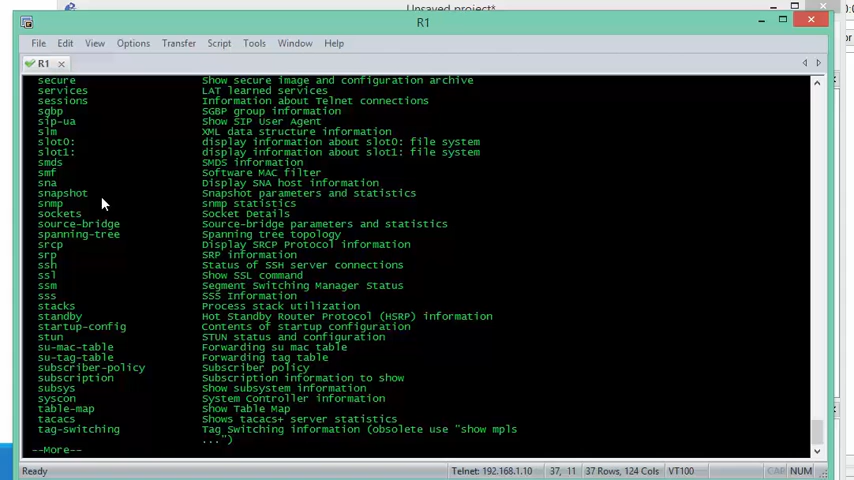 Unsaved project*
R1
File Edit View Options Transfer Script Tools Window Help
R1
secure Show secure image and configuration archive
services LAT learned services
sessions Information about Telnet connections
sgbp SGBP group information
sip-ua Show SIP User Agent
slm XML data structure information
slot0: display information about slot0: file system
slot1: display information about slot1: file system
smds SMDS information
smf Software MAC filter
sna Display SNA host information
snapshot Snapshot parameters and statistics
snmp snmp statistics
sockets Socket Details
source-bridge Source-bridge parameters and statistics
spanning-tree Spanning tree topology
srcp Display SRCP Protocol information
srp SRP information
ssh Status of SSH server connections
ssl Show SSL command
ssm Segment Switching Manager Status
sss SSS Information
stacks Process stack utilization
standby Hot Standby Router Protocol (HSRP) information
startup-config Contents of startup configuration
stun STUN status and configuration
su-mac-table Forwarding su mac table
su-tag-table Forwarding tag table
subscriber-policy Subscriber policy
subscription Subscription information to show
subsys Show subsystem information
syscon System Controller information
table-map Show Table Map
tacacs Shows tacacs+ server statistics
tag-switching Tag Switching information (obsolete use "show mpls
...")
--More--
Ready Telnet: 192.168.1.10 37, 11 37 Rows, 124 Cols VT100 CAP NUM